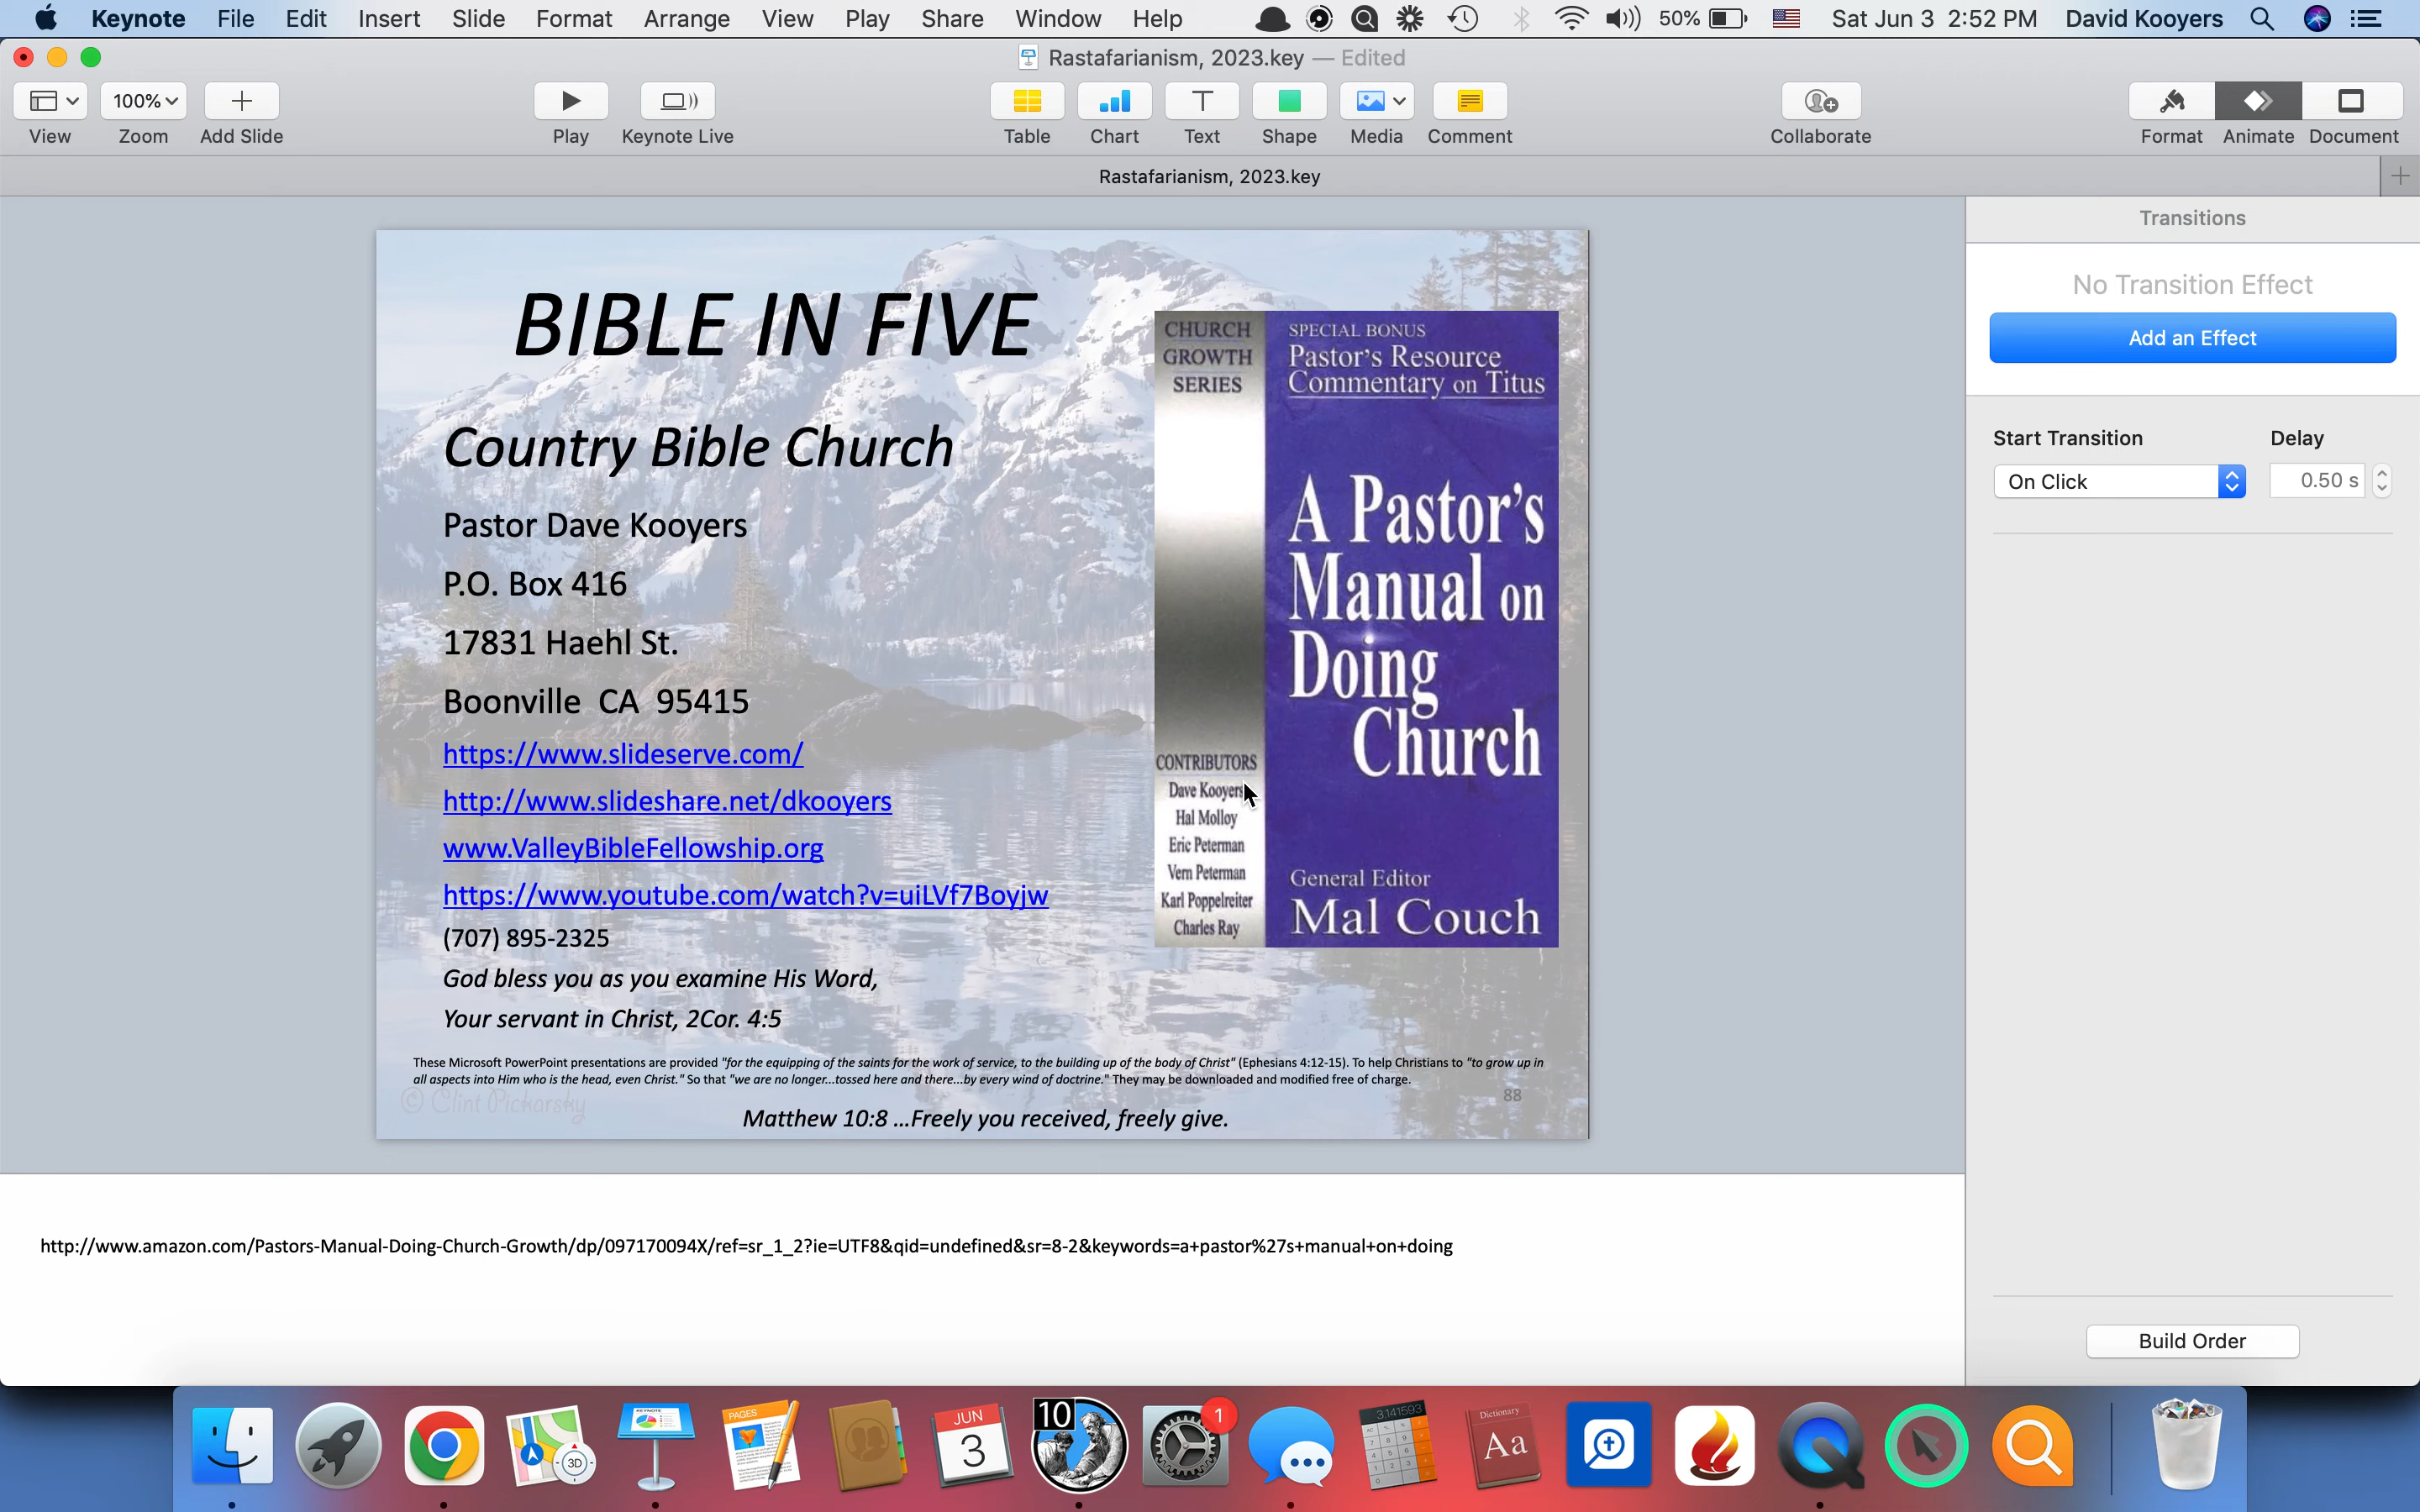 Keynote File Edit Insert Slide Format Arrange View Play Share Window Help 50% Sat Jun 3 2:52 PM David Kooyers
Rastafarianism, 2023.key — Edited
100%
View Zoom Add Slide Play Keynote Live Table Chart Text Shape Media Comment Collaborate Format Animate Document
Rastafarianism, 2023.key
BIBLE IN FIVE
Country Bible Church
Pastor Dave Kooyers
P.O. Box 416
17831 Haehl St.
Boonville CA 95415
https://www.slideserve.com/
http://www.slideshare.net/dkooyers
www.ValleyBibleFellowship.org
https://www.youtube.com/watch?v=uiLVf7Boyjw
(707) 895-2325
God bless you as you examine His Word,
Your servant in Christ, 2Cor. 4:5
CHURCH
GROWTH
SERIES
CONTRIBUTORS
Dave Kooyers
Hal Molloy
Eric Peterman
Vern Peterman
Karl Poppelreiter
Charles Ray
SPECIAL BONUS
Pastor's Resource
Commentary on Titus
A Pastor's
Manual on
Doing
Church
General Editor
Mal Couch
These Microsoft PowerPoint presentations are provided "for the equipping of the saints for the work of service, to the building up of the body of Christ" (Ephesians 4:12-15). To help Christians to "to grow up in
all aspects into Him who is the head, even Christ." So that "we are no longer...tossed here and there...by every wind of doctrine." They may be downloaded and modified free of charge.
© Clint Pickarsky
88
Matthew 10:8 ...Freely you received, freely give.
http://www.amazon.com/Pastors-Manual-Doing-Church-Growth/dp/097170094X/ref=sr_1_2?ie=UTF8&qid=undefined&sr=8-2&keywords=a+pastor%27s+manual+on+doing
Transitions
No Transition Effect
Add an Effect
Start Transition Delay
On Click 0.50 s
Build Order
3D
KEYNOTE
PAGES
JUN
3
10
1
3.141593
Dictionary
Aa